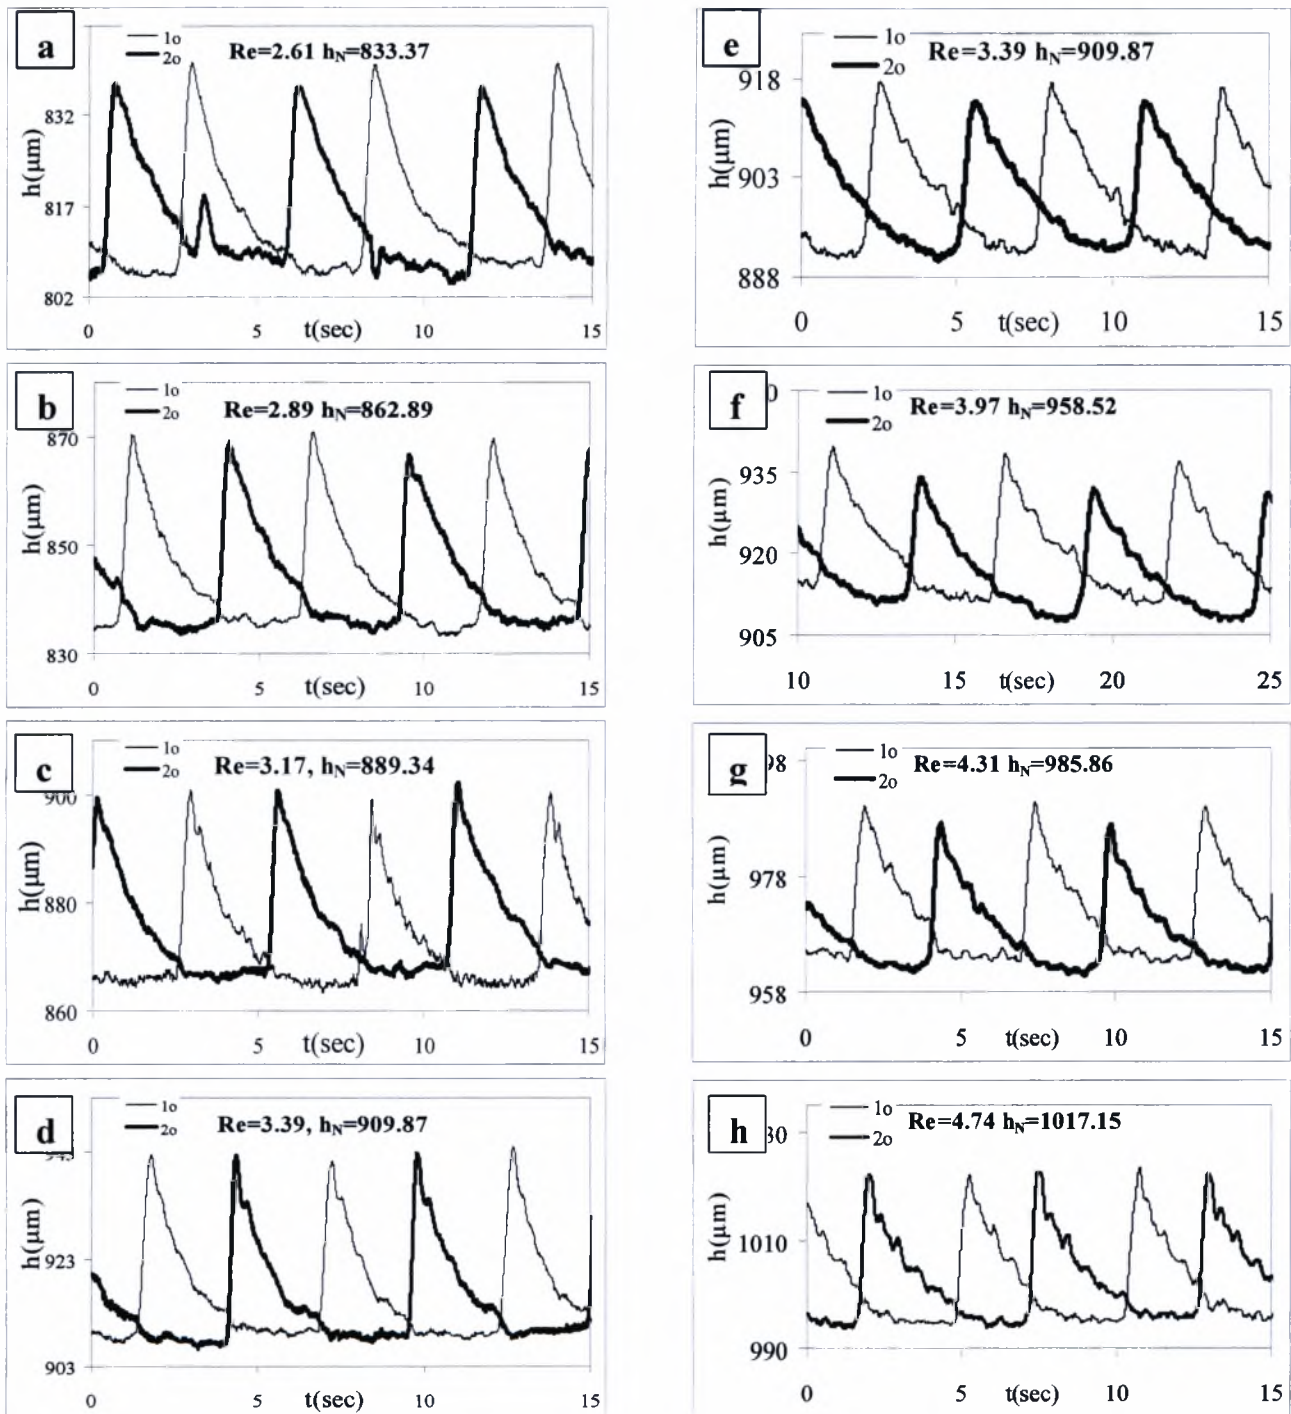 a
1o
2o
Re=2.61 hN=833.37
h(μm)
832
817
802
0
5
t(sec)
10
15
b
1o
2o
Re=2.89 hN=862.89
h(μm)
870
850
830
0
5
t(sec)
10
15
c
1o
2o
Re=3.17, hN=889.34
h(μm)
900
880
860
0
5
t(sec)
10
15
d
1o
2o
Re=3.39, hN=909.87
h(μm)
923
903
0
5
t(sec)
10
15
e
1o
2o
Re=3.39 hN=909.87
h(μm)
918
903
888
0
5
t(sec)
10
15
f
1o
2o
Re=3.97 hN=958.52
h(μm)
0
935
920
905
10
15
t(sec)
20
25
g
1o
2o
Re=4.31 hN=985.86
h(μm)
98
978
958
0
5
t(sec)
10
15
h
1o
2o
Re=4.74 hN=1017.15
h(μm)
30
1010
990
0
5
t(sec)
10
15